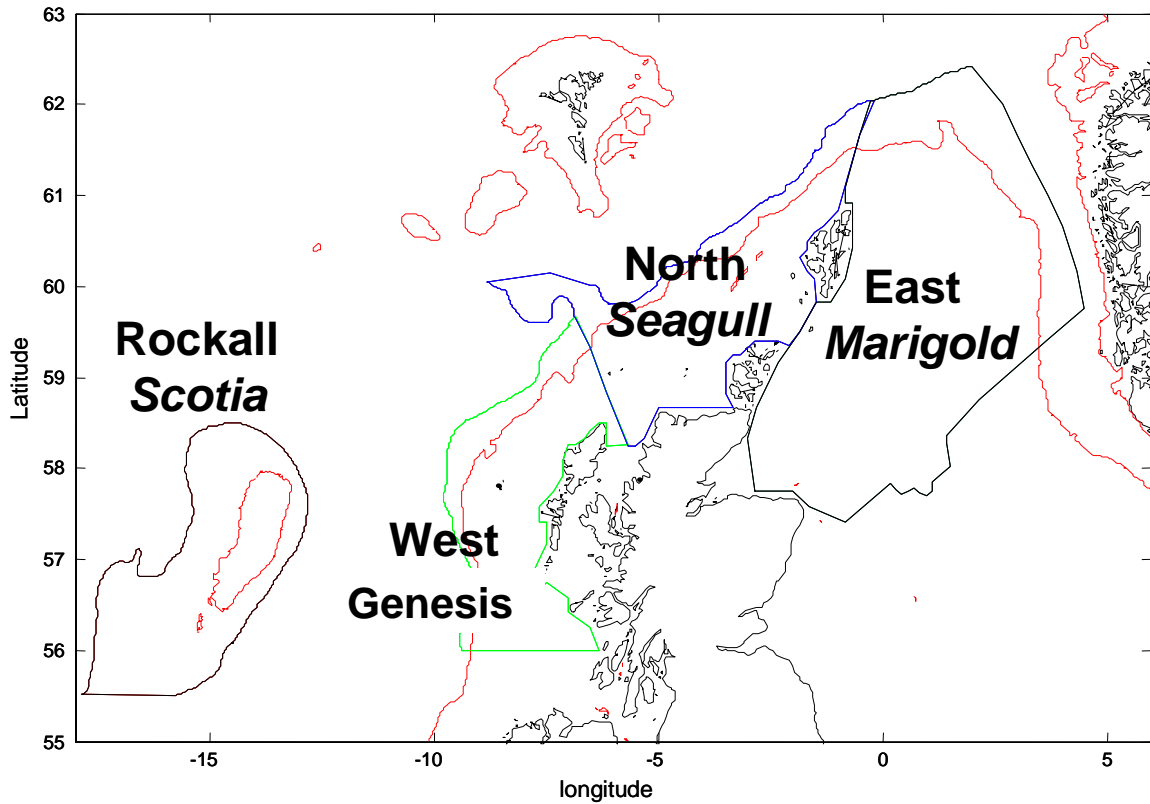 63
62
61
60
59
58
57
56
55
Latitude
-15
-10
-5
0
5
longitude
Rockall
Scotia
West
Genesis
North
Seagull
East
Marigold